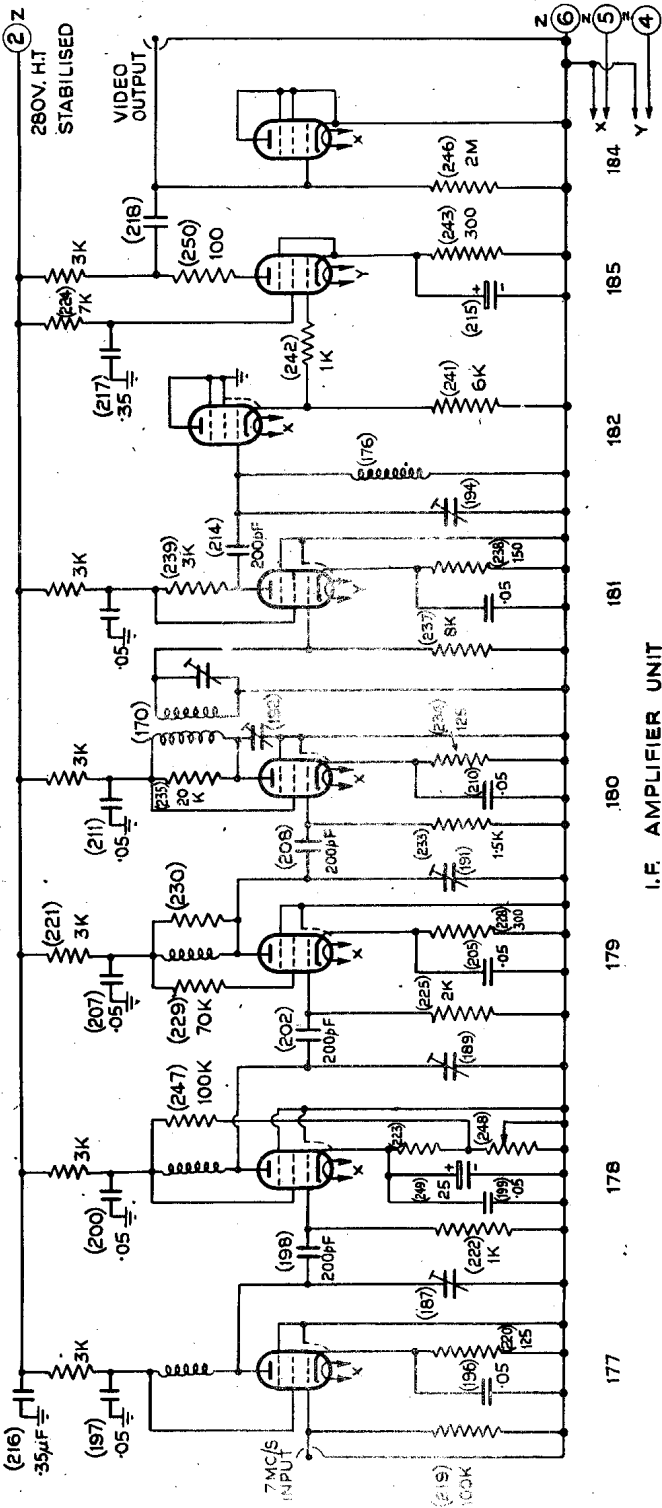 (216)
·35μF
3K
(197)
·05
7MC/S
INPUT
(219)
100K
(196)
·05
(220)
125
177
(187)
(198)
200pF
(200)
·05
3K
(247)
100K
(222)
1K
(249)
25
(199)
·05
(223)
(248)
178
(189)
(202)
200pF
(207)
·05
(221)
3K
(229)
70K
(230)
(225)
2K
(205)
·05
(228)
300
179
(191)
(208)
200pF
(211)
·05
3K
(235)
20
K
(170)
(192)
(233)
1·5K
(210)
·05
(234)
125
180
·05
3K
(239)
3K
(214)
200pF
(237)
8K
·05
(238)
150
181
(194)
(176)
182
(241)
6K
(242)
1K
(217)
·35
(224)
7K
3K
(218)
(250)
100
(215)
+
-
(243)
300
185
(246)
2M
184
VIDEO
OUTPUT
280V. H.T
STABILISED
2 Z
Z 6
Z 5
Z 4
X
Y
X
X
X
X
Y
X
Y
X
I.F. AMPLIFIER UNIT